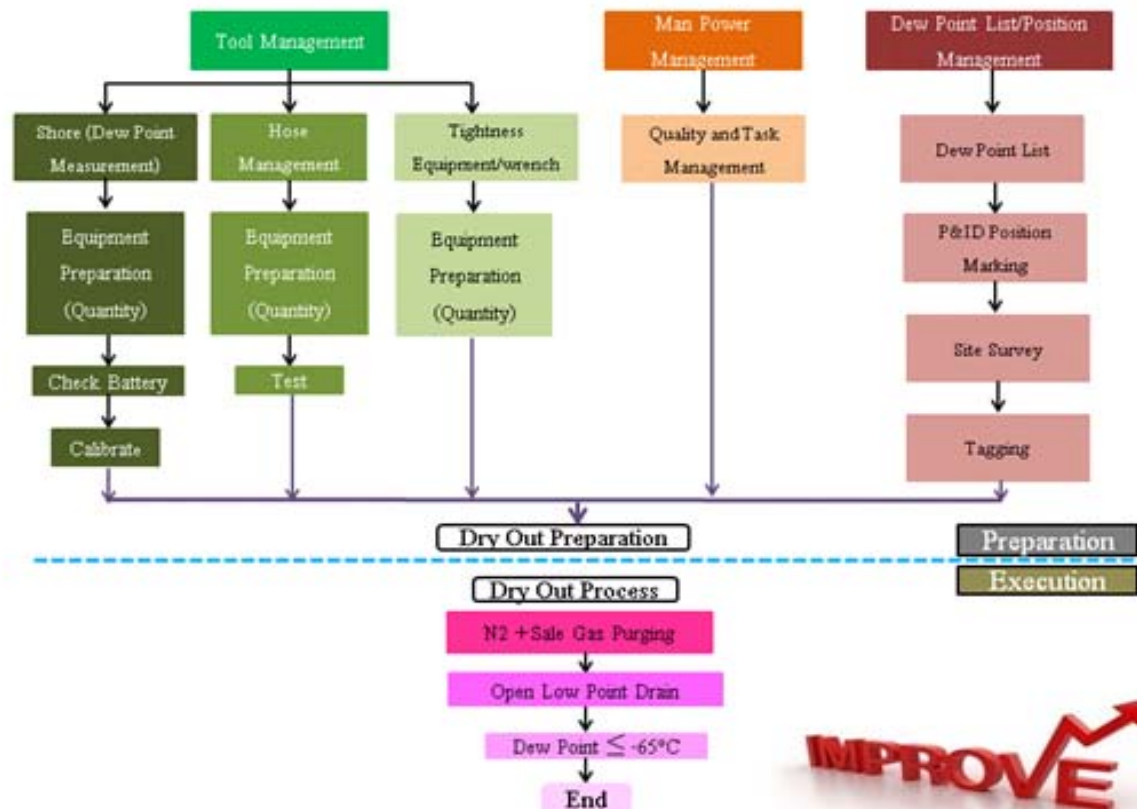 Tool Management
Man Power
Management
Dew Point List/Position
Management
Shore (Dew Point
Measurement)
Hose
Management
Tightness
Equipment/wrench
Quality and Task
Management
Dew Point List
Equipment
Preparation
(Quantity)
Equipment
Preparation
(Quantity)
Equipment
Preparation
(Quantity)
P&ID Position
Marking
Site Survey
Check Battery
Test
Calibrate
Tagging
Dry Out Preparation
Preparation
Execution
Dry Out Process
N2 +Sale Gas Purging
Open Low Point Drain
Dew Point ≤ -65°C
End
IMPROVE